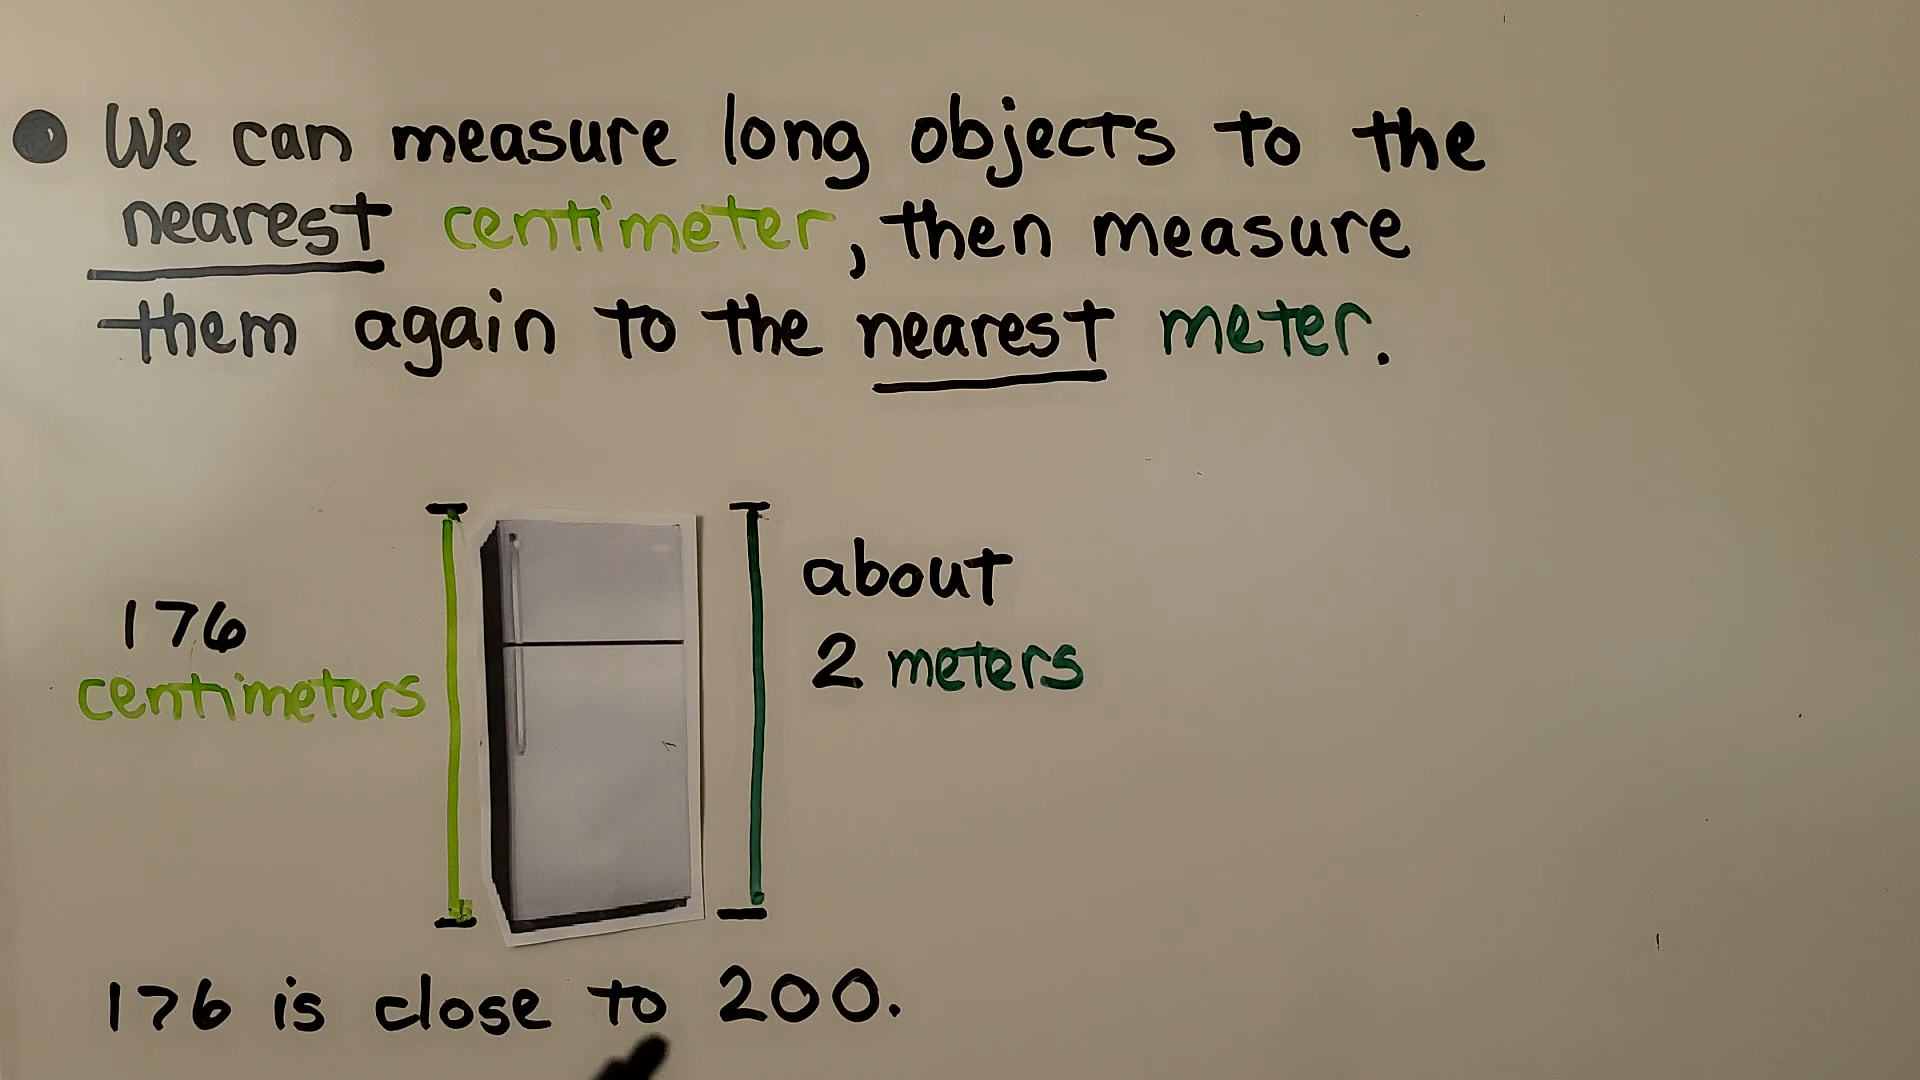 We can measure long objects to the
nearest centimeter, then measure
them again to the nearest meter.
176
centimeters
about
2 meters
176 is close to 200.